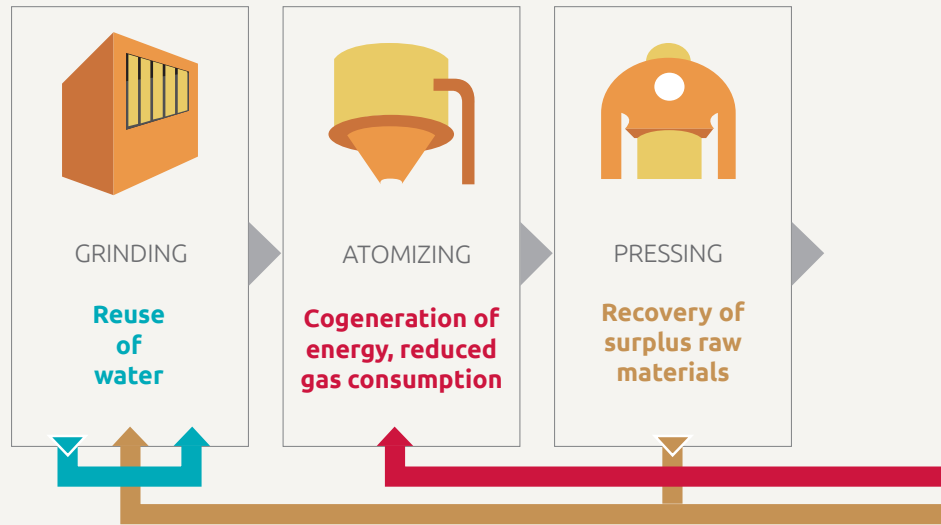 GRINDING
Reuse
of
water
ATOMIZING
Cogeneration of
energy, reduced
gas consumption
PRESSING
Recovery of
surplus raw
materials